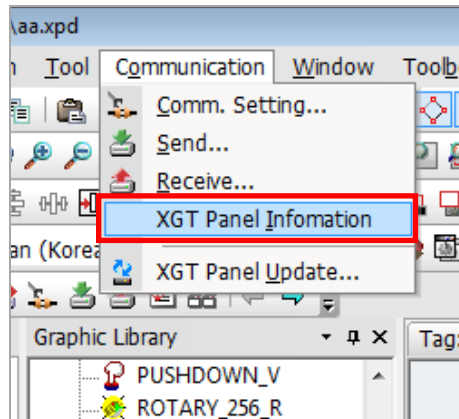 \aa.xpd
Tool Communication Window Toolb
Comm. Setting...
Send...
Receive...
XGT Panel Infomation
an (Korea
XGT Panel Update...
Graphic Library
Tag:
PUSHDOWN_V
ROTARY_256_R